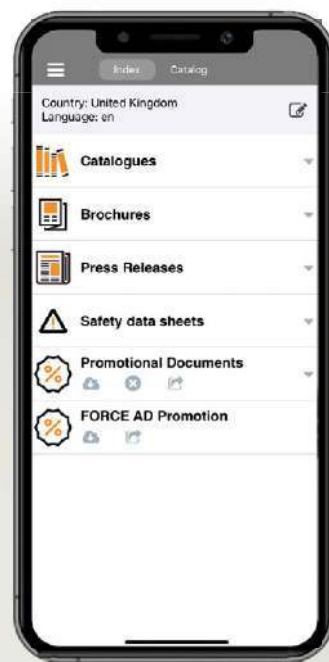 Index Catalog
Country: United Kingdom
Language: en
Catalogues
Brochures
Press Releases
Safety data sheets
Promotional Documents
FORCE AD Promotion